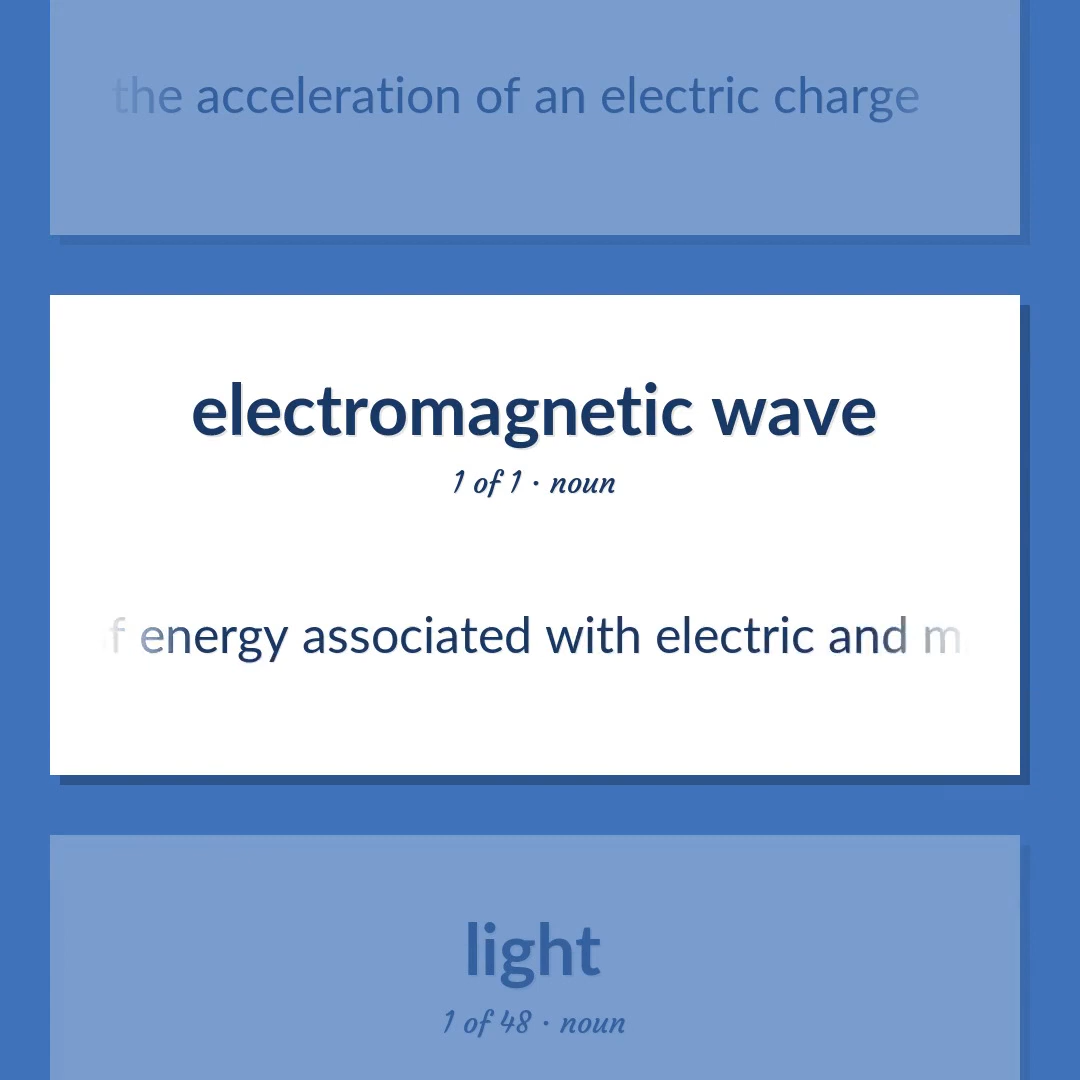 the acceleration of an electric charge
electromagnetic wave
1 of 1 · noun
f energy associated with electric and m
light
1 of 48 · noun